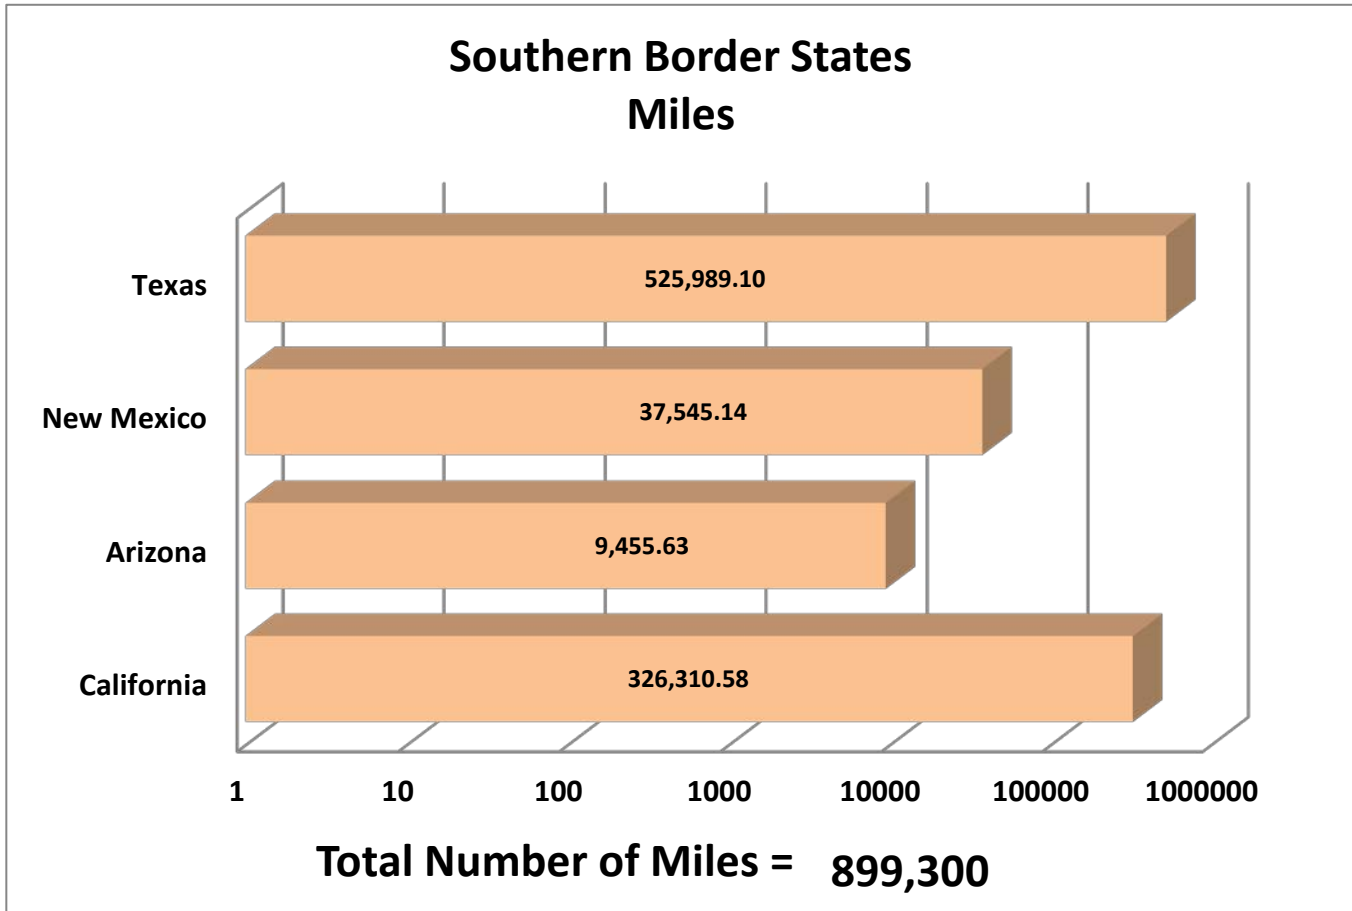 Southern Border States
Miles
Texas
525,989.10
New Mexico
37,545.14
Arizona
9,455.63
California
326,310.58
1 10 100 1000 10000 100000 1000000
Total Number of Miles = 899,300